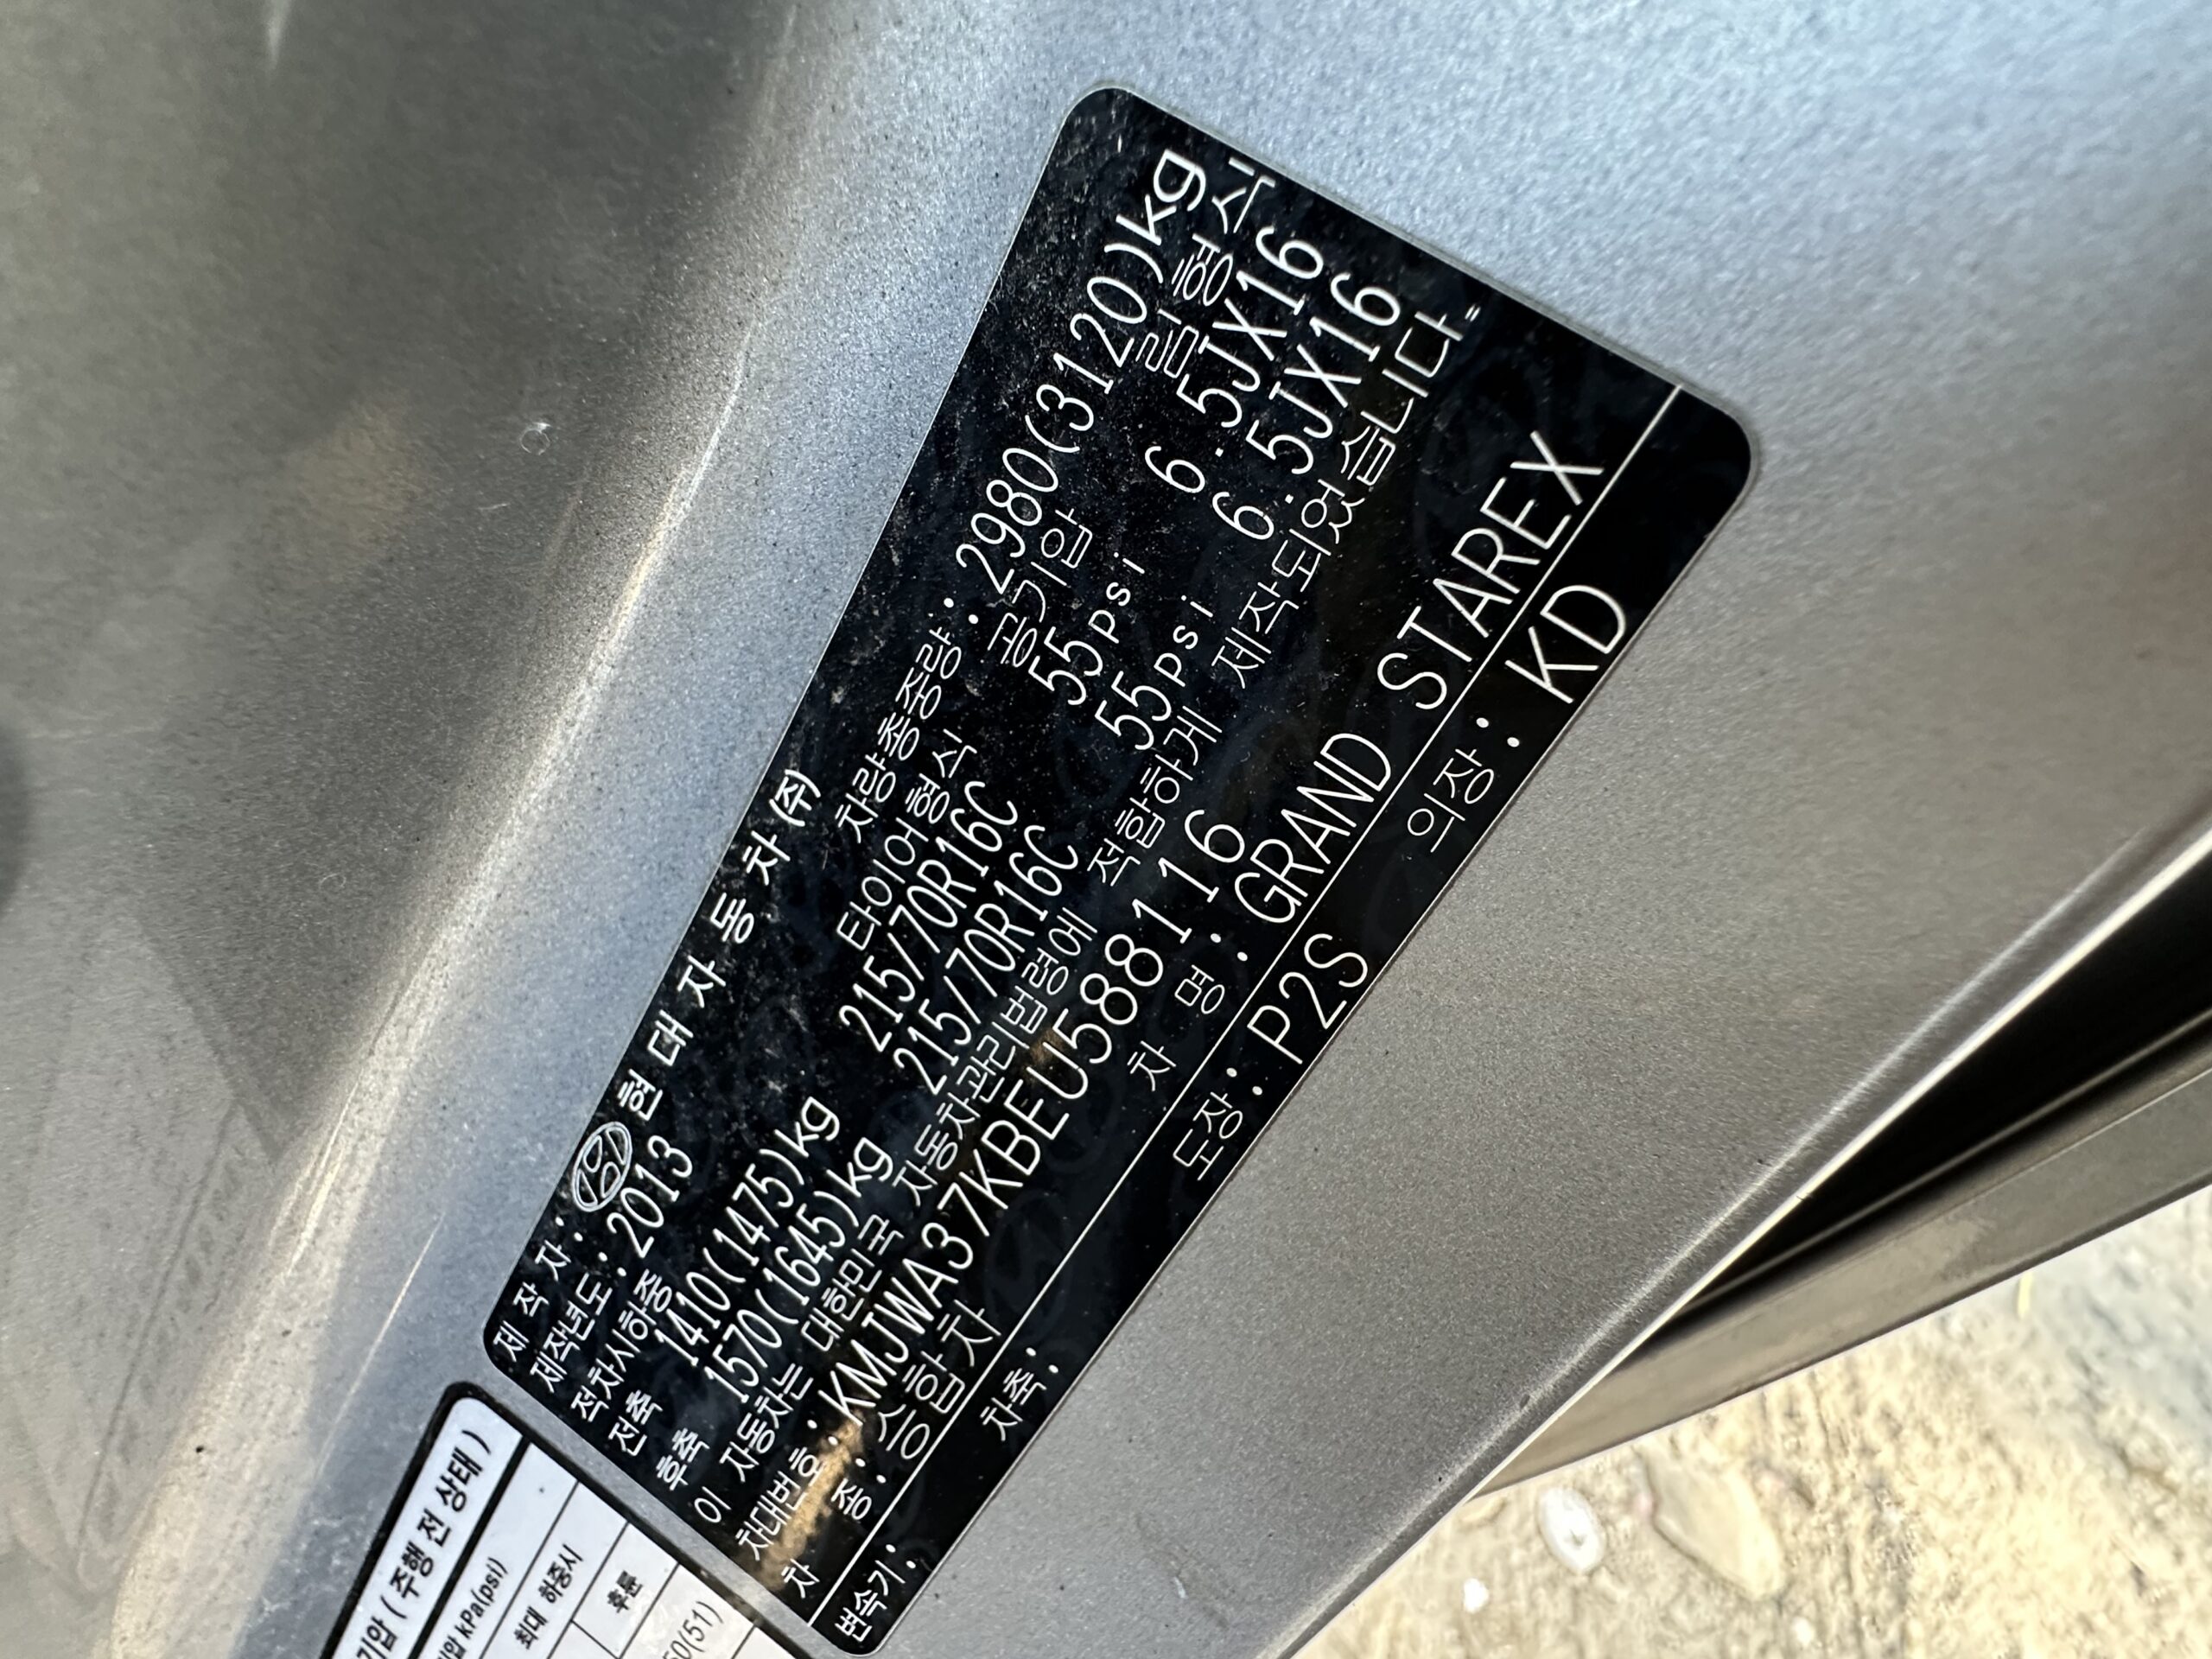 제 작 자 : 현 대 자 동 차 (주)
제작년도 : 2013 차량총중량 : 2980(3120)kg
적차시하중 타이어형식 공기압 림형식
전축 1410(1475)kg 215/70R16C 55psi 6.5JX16
후축 1570(1645)kg 215/70R16C 55psi 6.5JX16
이 자동차는 대한민국 자동차관리법령에 적합하게 제작되었습니다.
차대번호 : KMJWA37KBEU588116
차 종 : 승합차 차 명 : GRAND STAREX
변속기 : 차축 : 도장 : P2S 의장 : KD
기압 ( 주행 전 상태 )
압 kPa(psi)
최대 하중시
후륜
50(51)